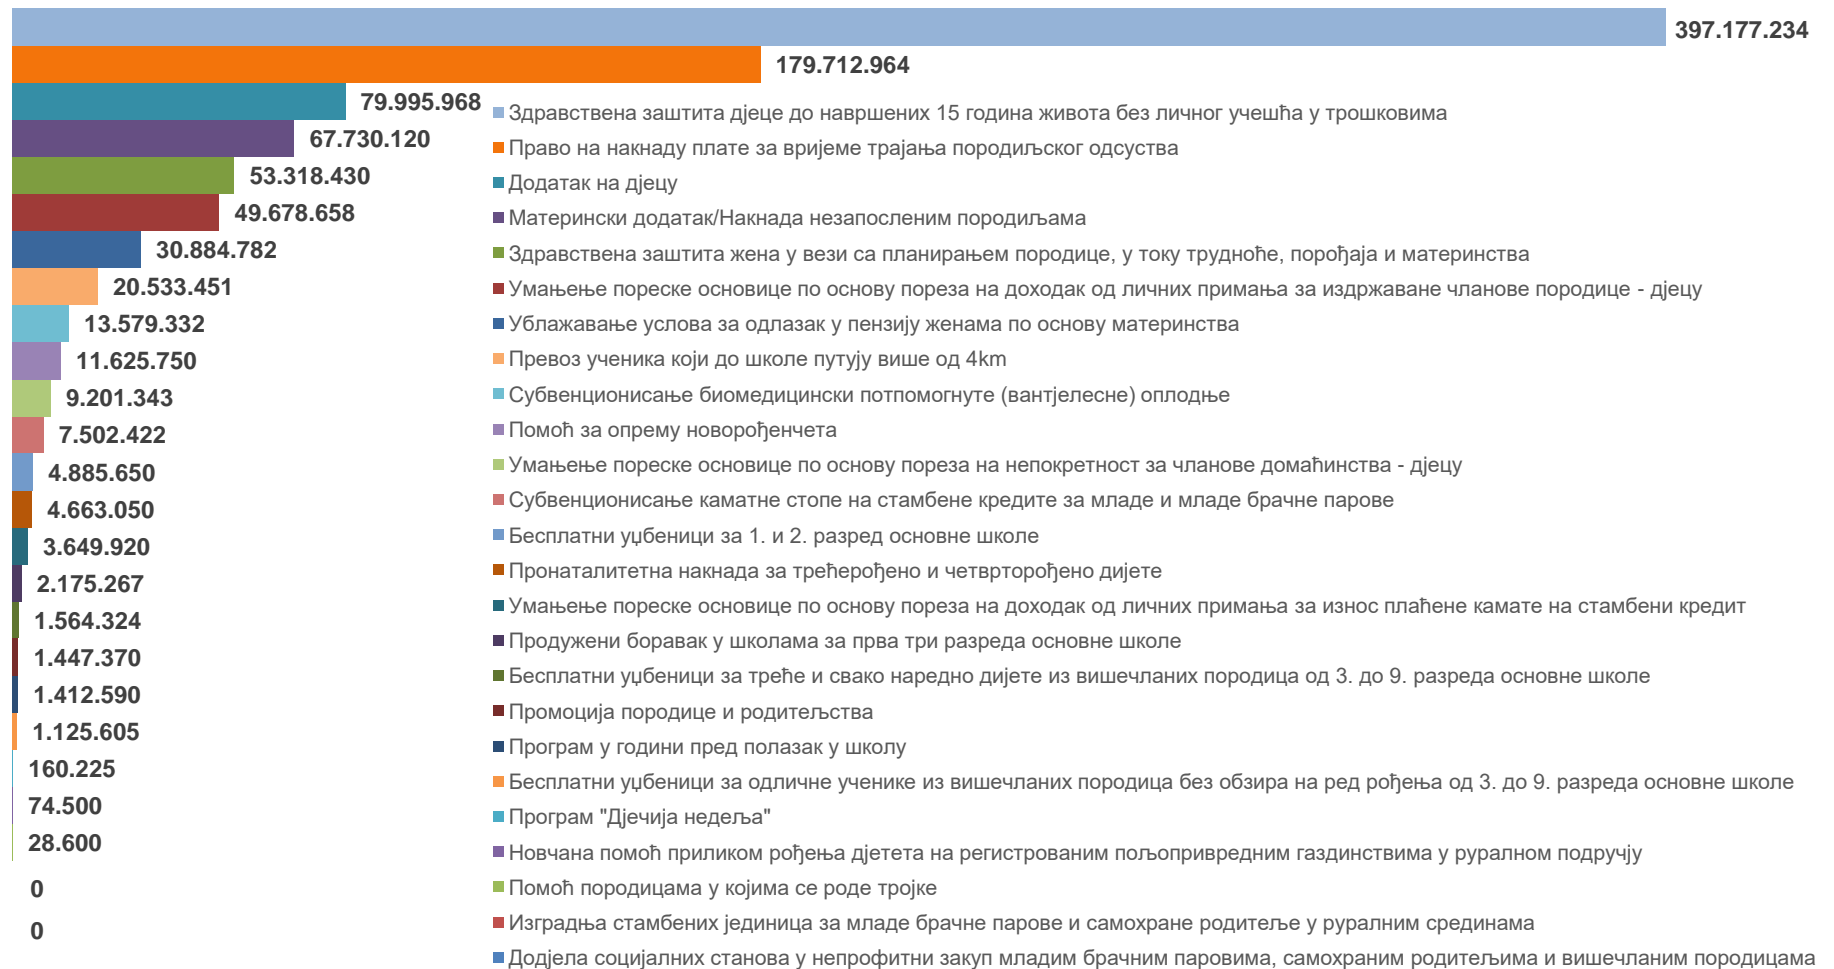 397.177.234
179.712.964
79.995.968
67.730.120
53.318.430
49.678.658
30.884.782
20.533.451
13.579.332
11.625.750
9.201.343
7.502.422
4.885.650
4.663.050
3.649.920
2.175.267
1.564.324
1.447.370
1.412.590
1.125.605
160.225
74.500
28.600
0
0
Здравствена заштита дјеце до навршених 15 година живота без личног учешћа у трошковима
Право на накнаду плате за вријеме трајања породиљског одсуства
Додатак на дјецу
Матерински додатак/Накнада незапосленим породиљама
Здравствена заштита жена у вези са планирањем породице, у току трудноће, порођаја и материнства
Умањење пореске основице по основу пореза на доходак од личних примања за издржаване чланове породице - дјецу
Ублажавање услова за одлазак у пензију женама по основу материнства
Превоз ученика који до школе путују више од 4km
Субвенционисање биомедицински потпомогнуте (вантјелесне) оплодње
Помоћ за опрему новорођенчета
Умањење пореске основице по основу пореза на непокретност за чланове домаћинства - дјецу
Субвенционисање каматне стопе на стамбене кредите за младе и младе брачне парове
Бесплатни уџбеници за 1. и 2. разред основне школе
Пронаталитетна накнада за трећерођено и четвторођено дијете
Умањење пореске основице по основу пореза на доходак од личних примања за износ плаћене камате на стамбени кредит
Продужени боравак у школама за прва три разреда основне школе
Бесплатни уџбеници за треће и свако наредно дијете из вишечланих породица од 3. до 9. разреда основне школе
Промоција породице и родитељства
Програм у години пред полазак у школу
Бесплатни уџбеници за одличне ученике из вишечланих породица без обзира на ред рођења од 3. до 9. разреда основне школе
Програм "Дјечија недеља"
Новчана помоћ приликом рођења дјетета на регистрованим пољопривредним газдинствима у руралном подручју
Помоћ породицама у којима се роде тројке
Изградња стамбених јединица за младе брачне парове и самохране родитеље у руралним срединама
Додјела социјалних станова у непрофитни закуп младим брачним паровима, самохраним родитељима и вишечланим породицама